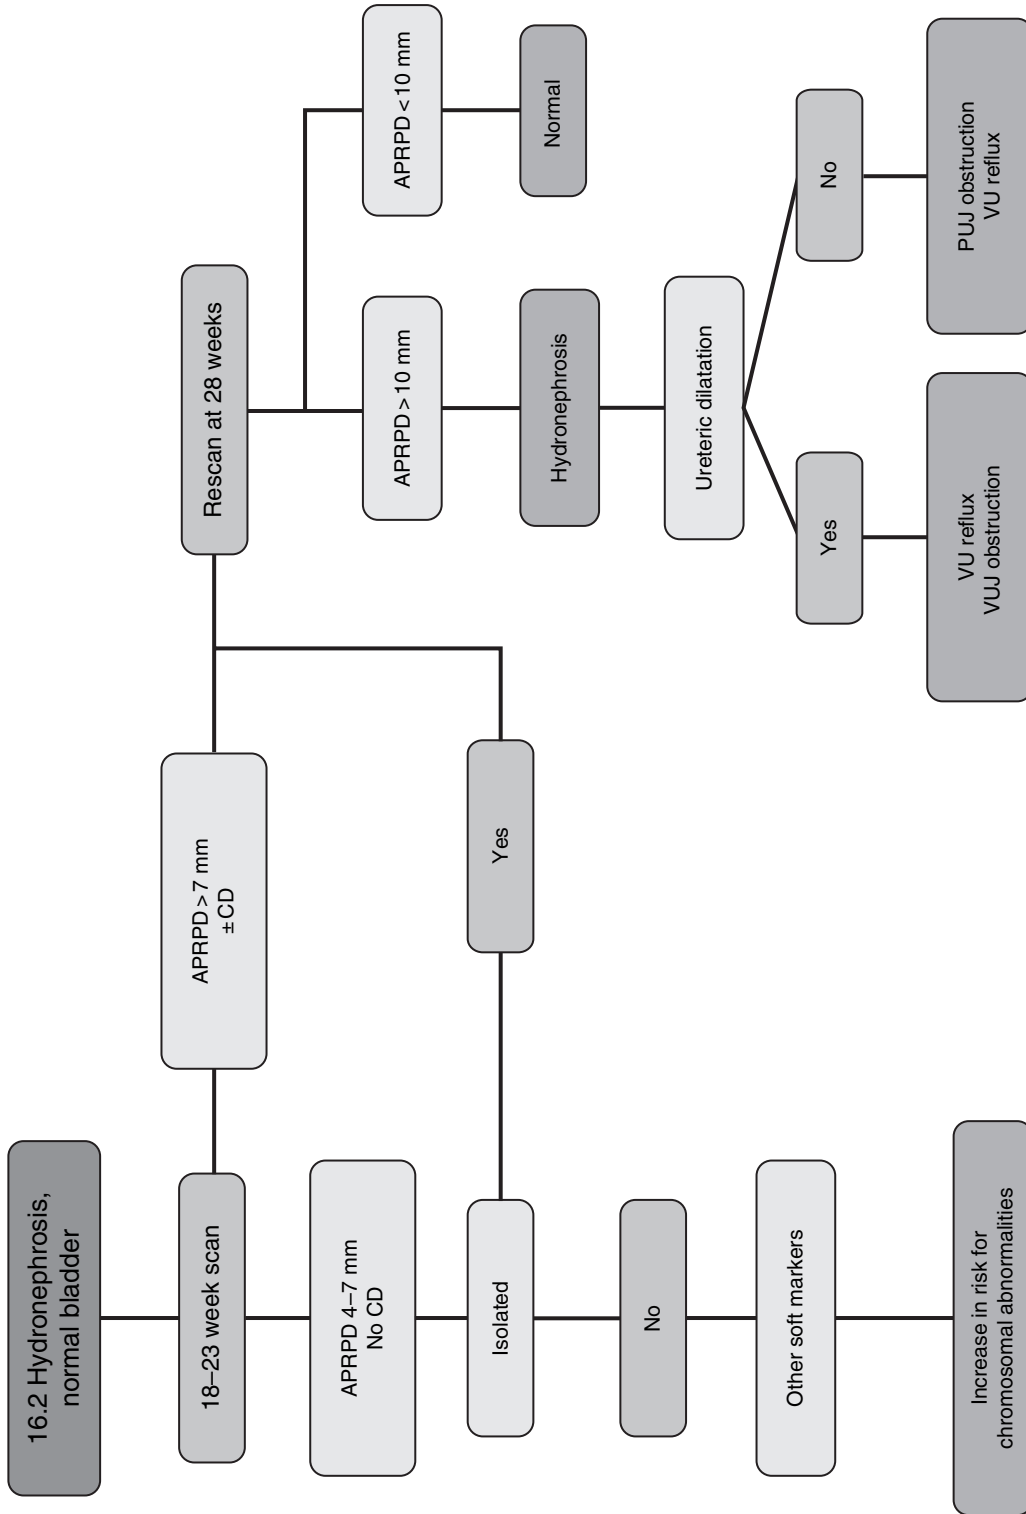 16.2 Hydronephrosis,
normal bladder
18–23 week scan
APRPD 4–7 mm
No CD
Isolated
No
Other soft markers
Increase in risk for
chromosomal abnormalities
APRPD > 7 mm
± CD
Yes
Rescan at 28 weeks
APRPD > 10 mm
Hydronephrosis
Ureteric dilatation
Yes
VU reflux
VUJ obstruction
No
PUJ obstruction
VU reflux
APRPD < 10 mm
Normal